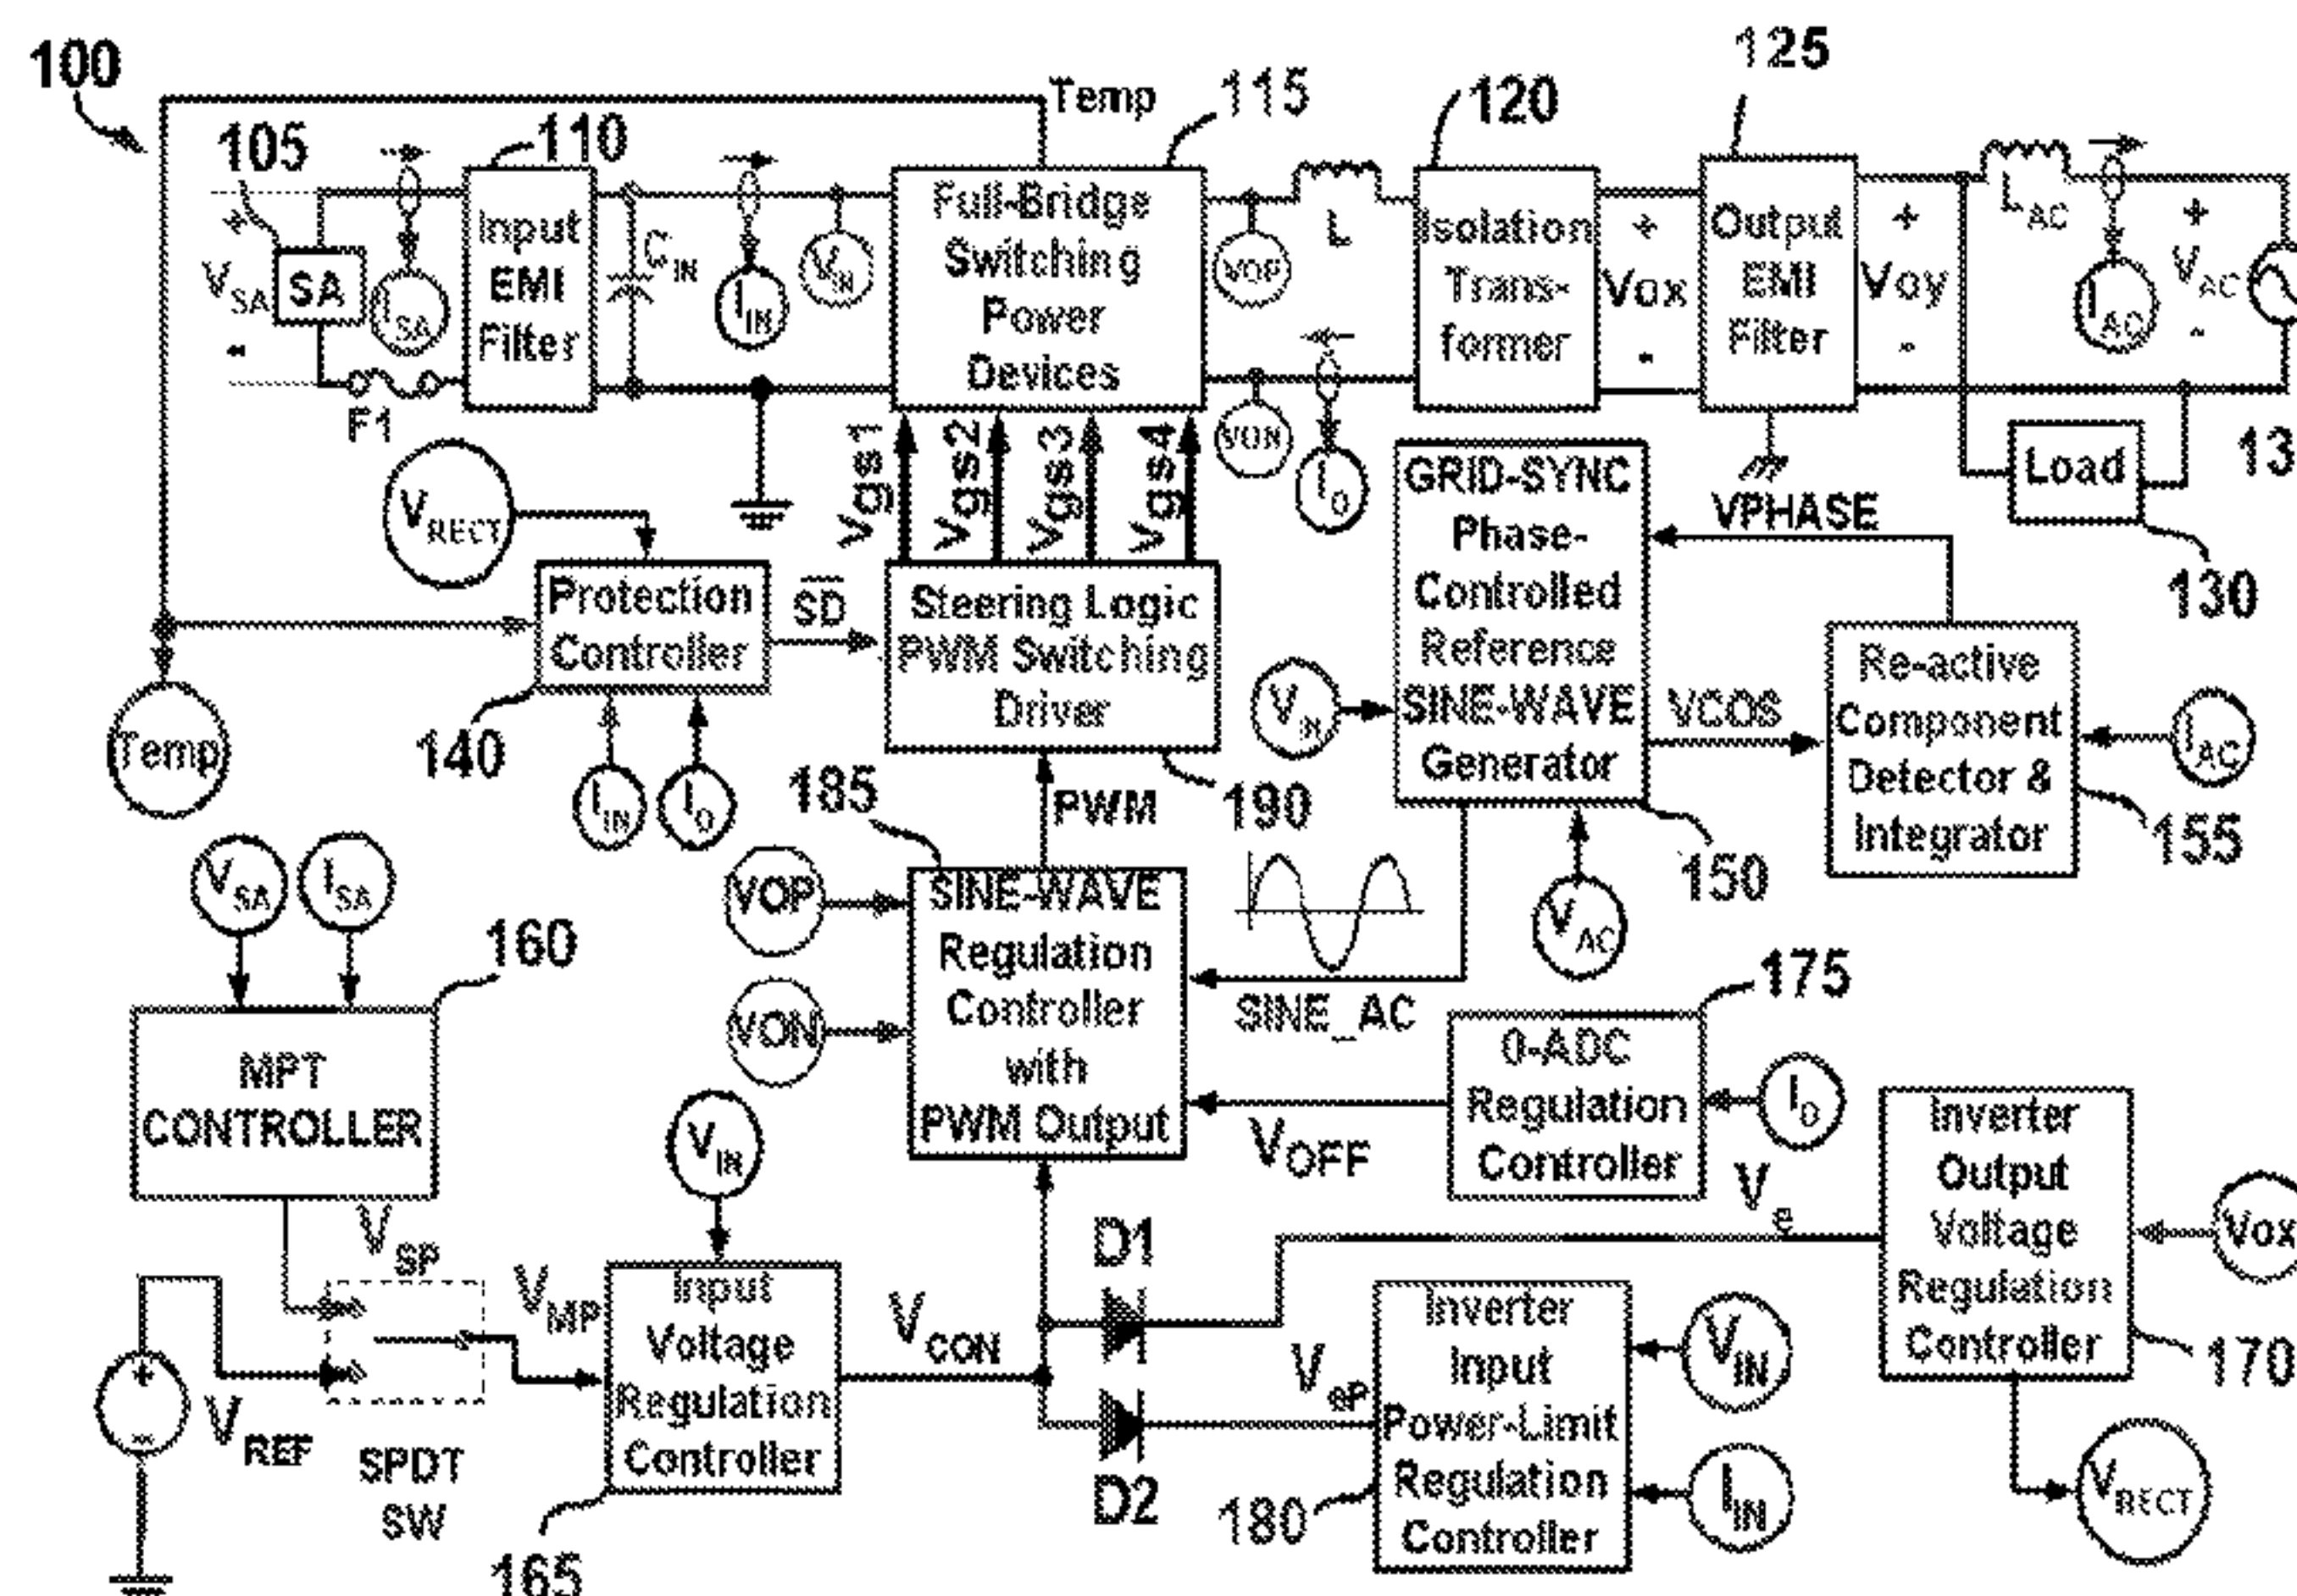 100
Temp
115
120
125
105
110
+
V_SA
-
SA
I_SA
F1
Input
EMI
Filter
C_IN
I_IN
V_IN
Full-Bridge
Switching
Power
Devices
VOP
VON
L
I_O
Isolation
Trans-
former
+
Vox
-
Output
EMI
Filter
+
Voy
-
L_AC
I_AC
+
V_AC
-
13
Load
130
Vgs1
Vgs2
Vgs3
Vgs4
V_RECT
Protection
Controller
SD
140
I_IN
I_O
Temp
Steering Logic
PWM Switching
Driver
190
PWM
GRID-SYNC
Phase-
Controlled
Reference
SINE-WAVE
Generator
V_IN
VPHASE
VCOS
150
V_AC
Re-active
Component
Detector &
Integrator
I_AC
155
V_SA
I_SA
160
MPT
CONTROLLER
V_SP
185
VOP
VON
SINE-WAVE
Regulation
Controller
with
PWM Output
SINE_AC
175
0-ADC
Regulation
Controller
I_O
V_OFF
+
-
V_REF
SPDT
SW
V_MP
V_IN
Input
Voltage
Regulation
Controller
165
V_CON
D1
D2
V_e
V_eP
Inverter
Input
Power-Limit
Regulation
Controller
180
V_IN
I_IN
Inverter
Output
Voltage
Regulation
Controller
Vox
170
V_RECT